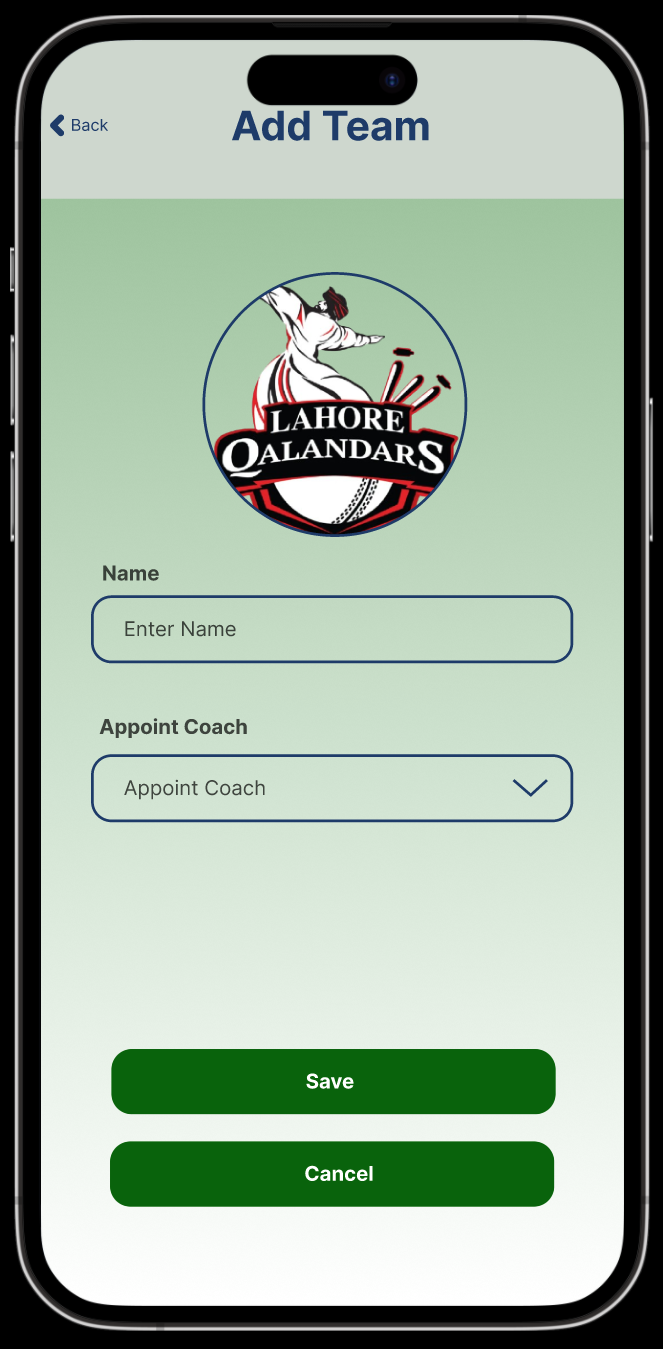 Back
Add Team
LAHORE
QALANDARS
Name
Enter Name
Appoint Coach
Appoint Coach
Save
Cancel